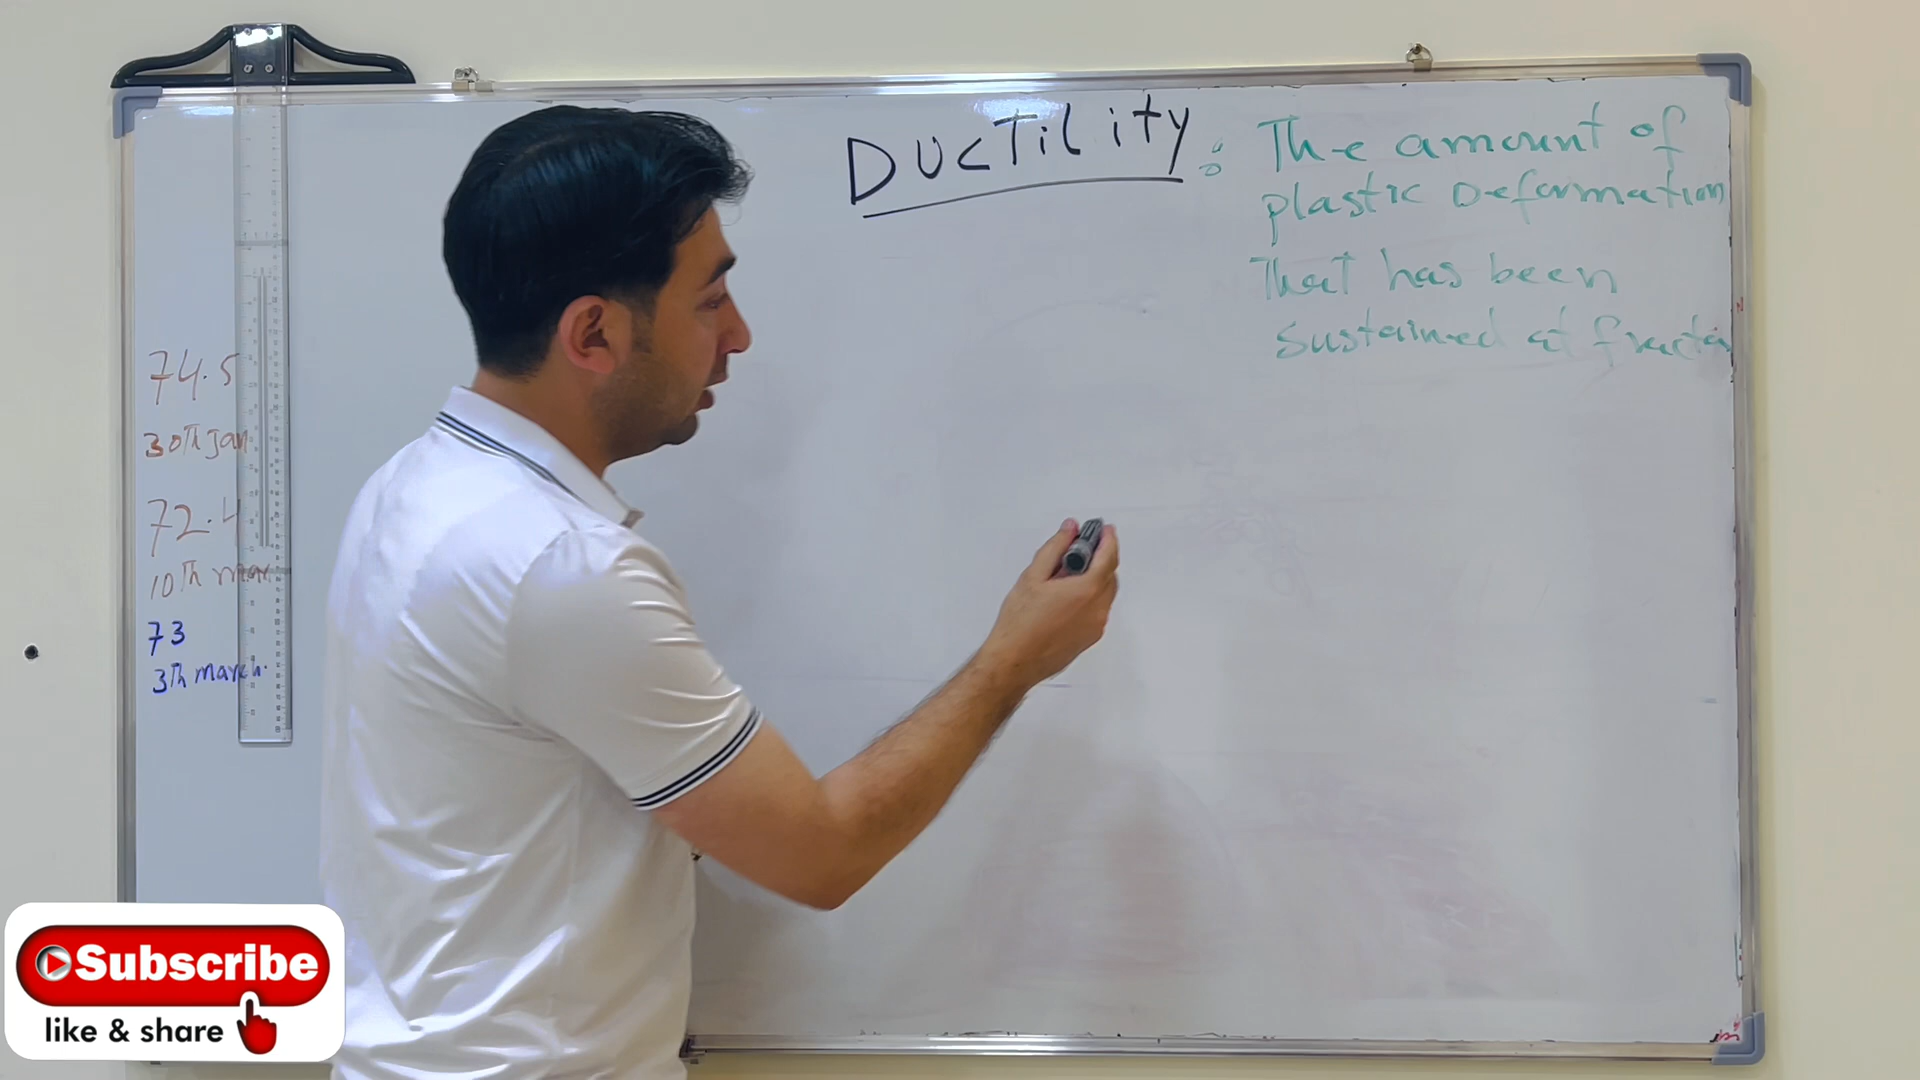 DUCTility : The amount of
plastic Deformation
That has been
sustained at
74.5
30Th Jan
72.4
10Th mar
73
3Th march.
Subscribe
like & share